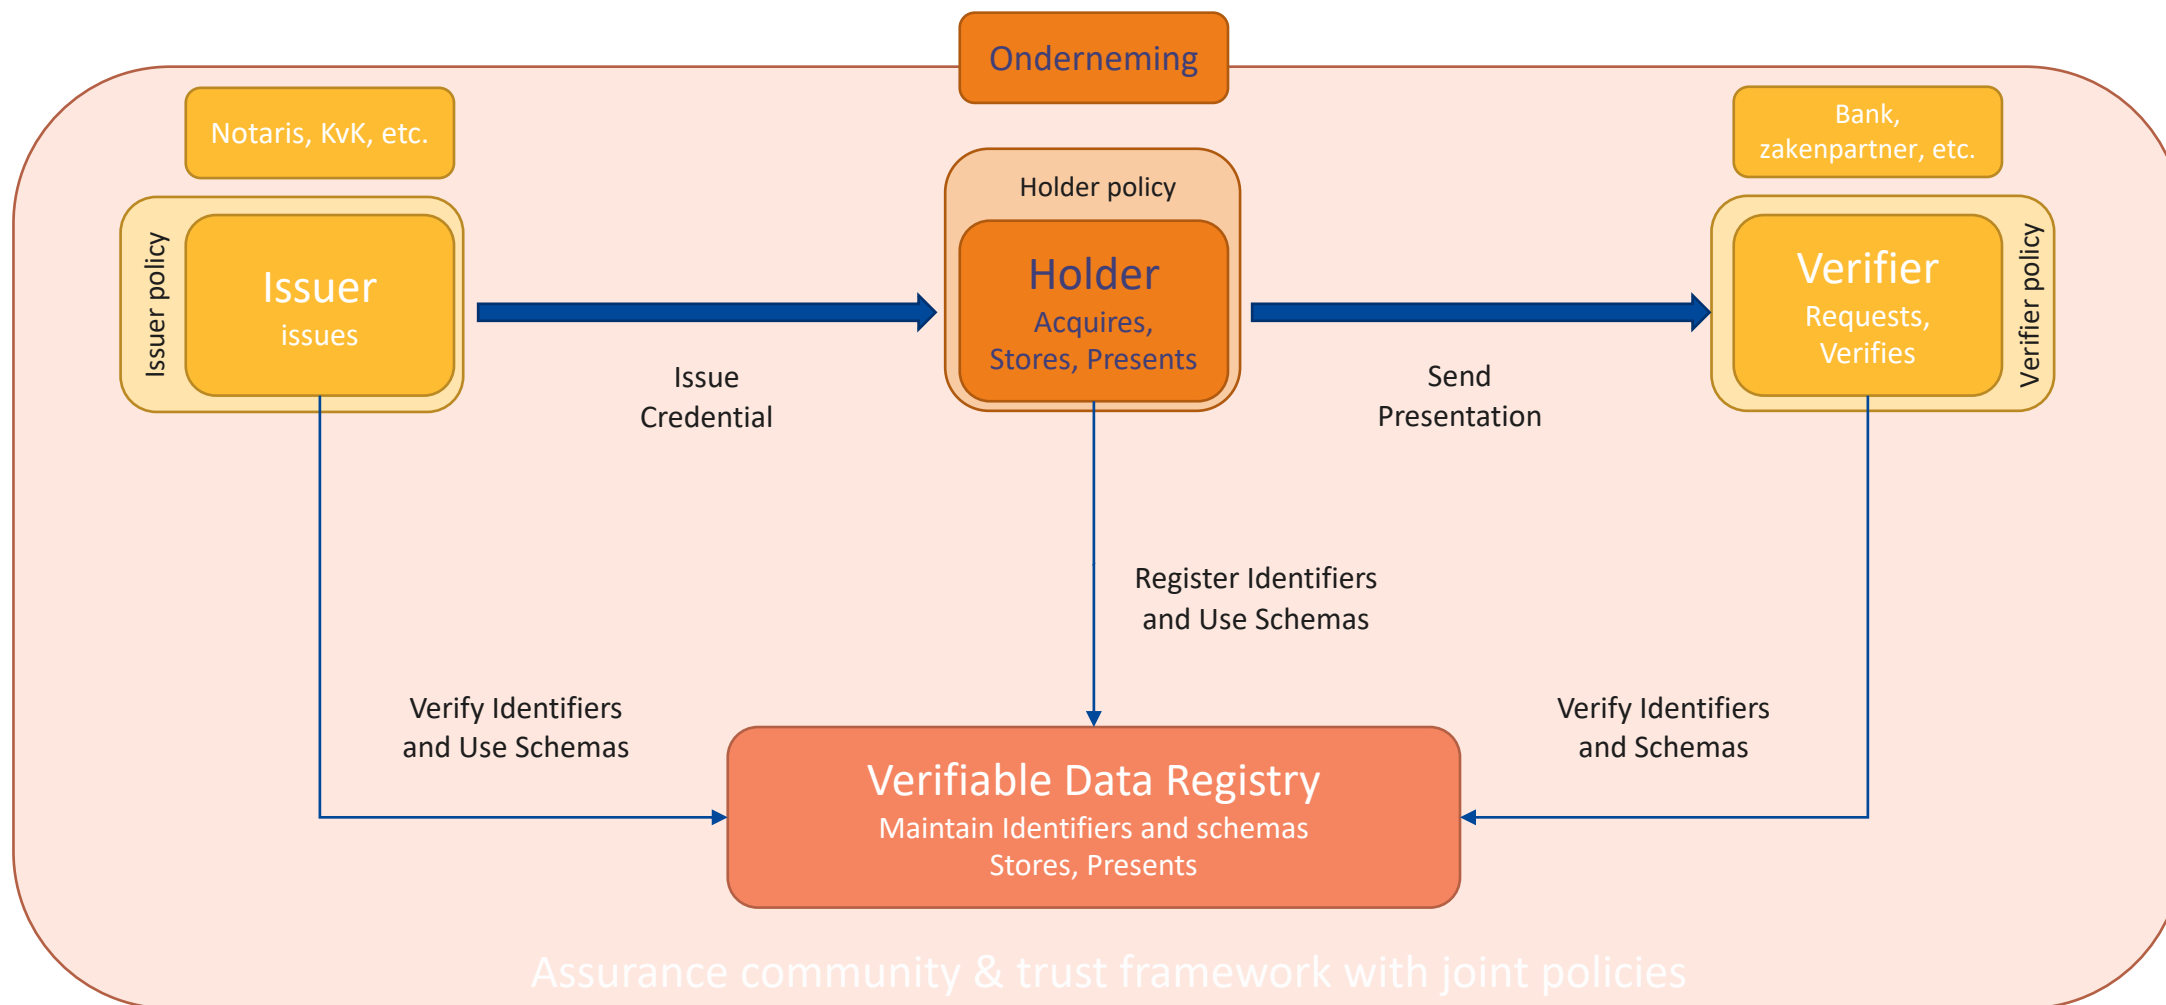 Onderneming
Notaris, KvK, etc.
Bank,
zakenpartner, etc.
Issuer policy
Issuer
issues
Holder policy
Holder
Acquires,
Stores, Presents
Verifier
Requests,
Verifies
Verifier policy
Issue
Credential
Send
Presentation
Register Identifiers
and Use Schemas
Verify Identifiers
and Use Schemas
Verify Identifiers
and Schemas
Verifiable Data Registry
Maintain Identifiers and schemas
Stores, Presents
Assurance community & trust framework with joint policies